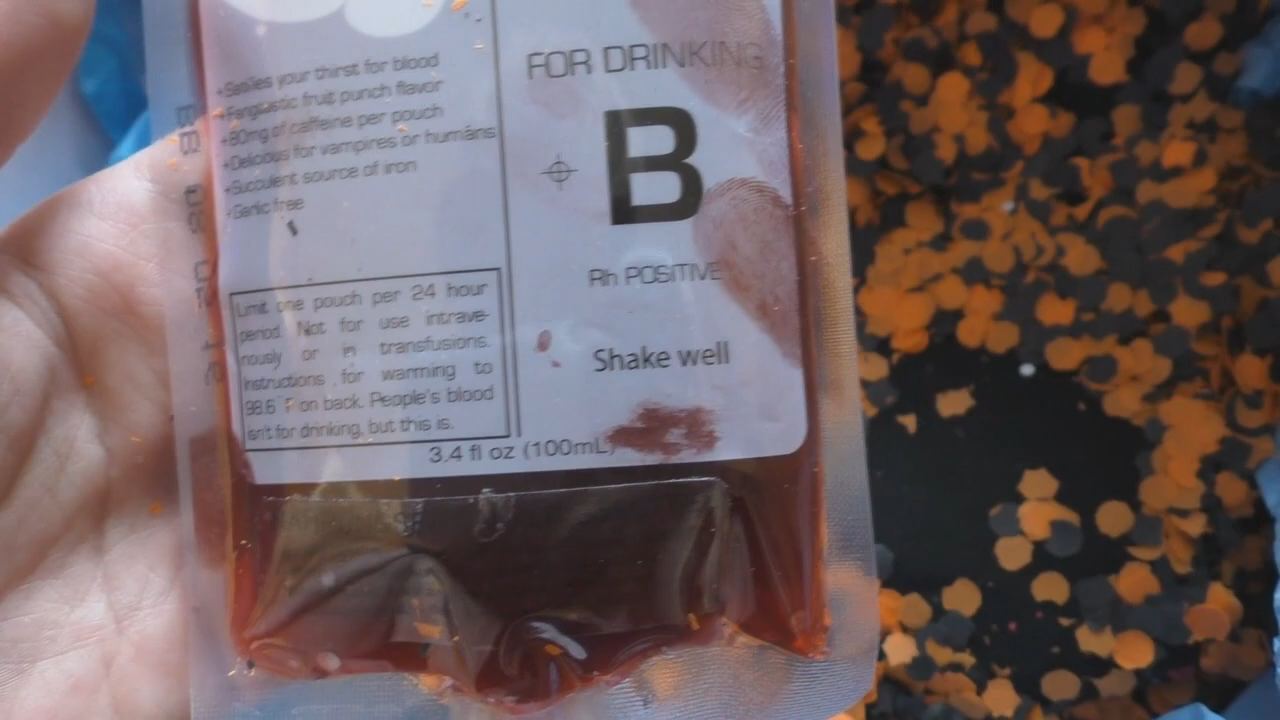 +Satifies your thirst for blood
+Fangtastic fruit punch flavor
+80mg of caffeine per pouch
+Delicious for vampires or humans
+Succulent source of iron
+Garlic free
Limit one pouch per 24 hour
period. Not for use intrave-
nously or in transfusions.
Instructions for warming to
98.6 F on back. People's blood
isn't for drinking, but this is.
FOR DRINKING
B
Rh POSITIVE
Shake well
3.4 fl oz (100mL)